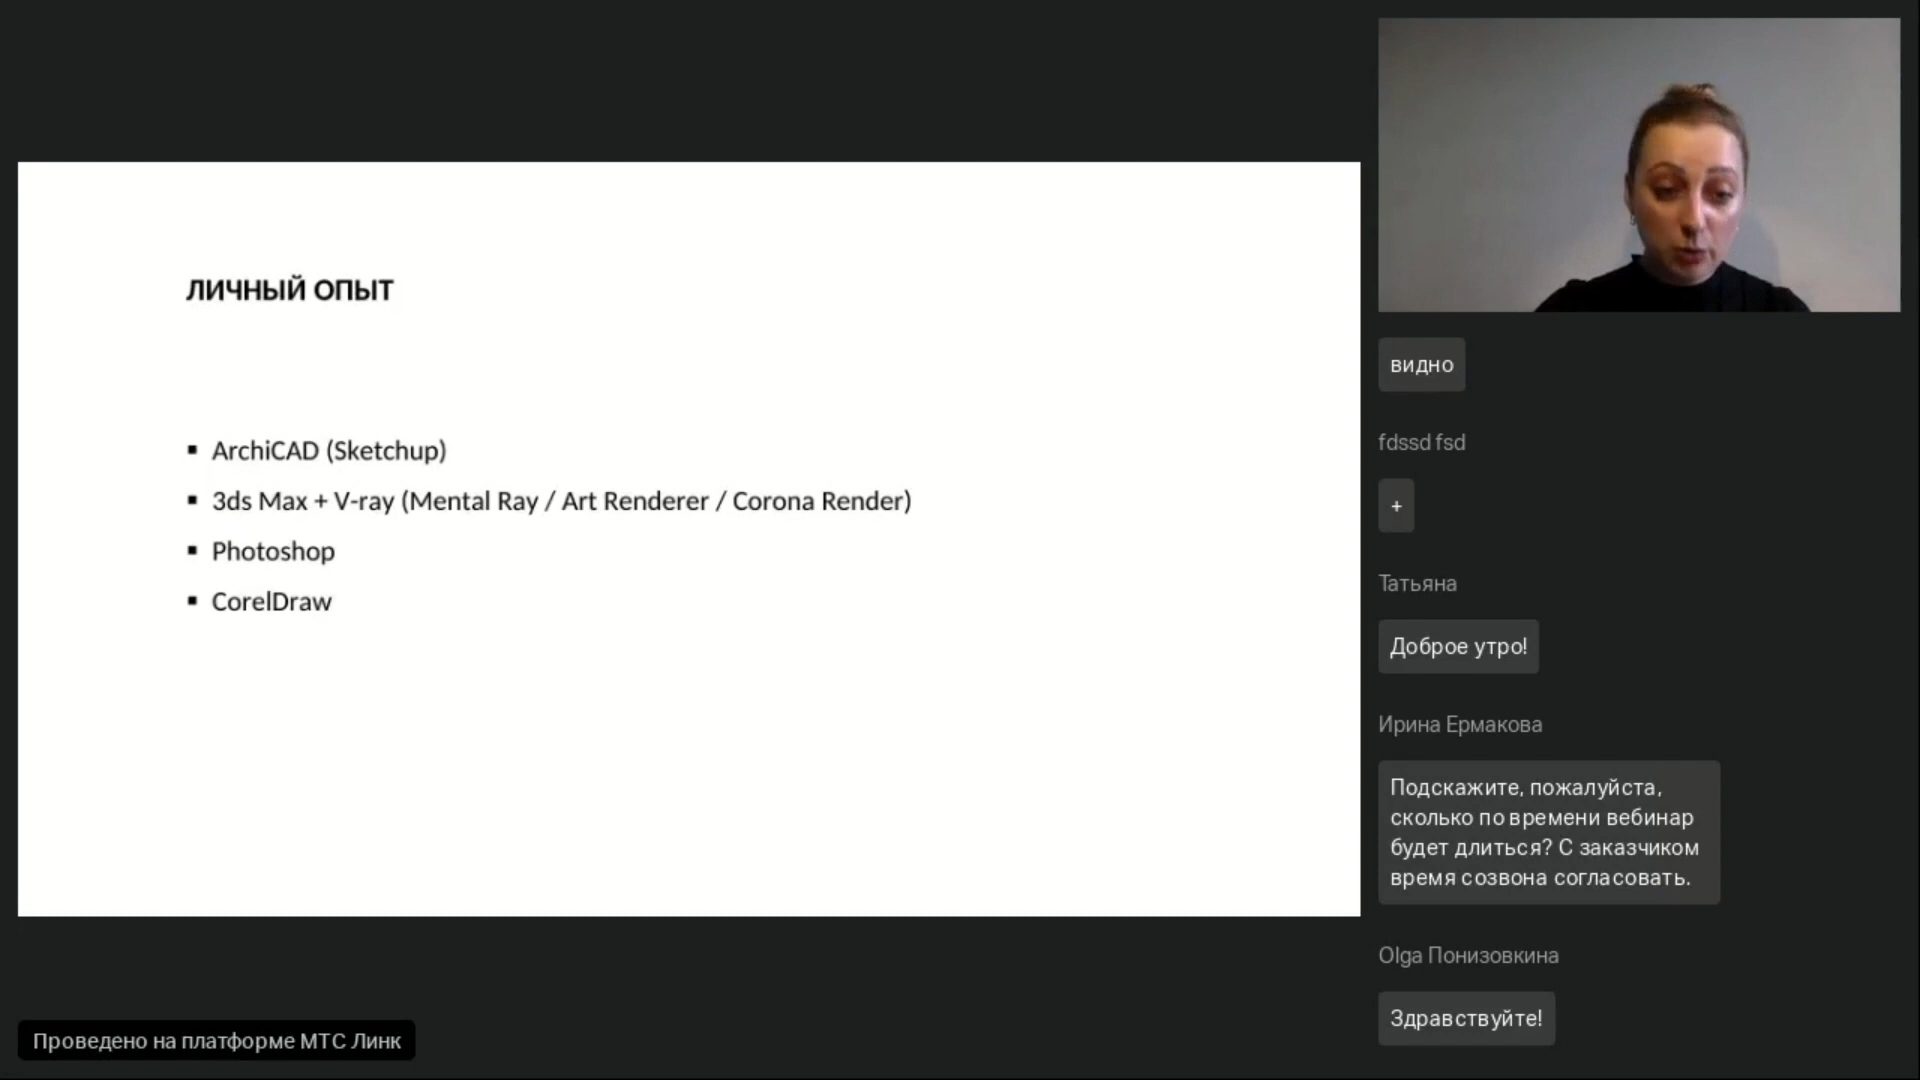 ЛИЧНЫЙ ОПЫТ
▪ ArchiCAD (Sketchup)
▪ 3ds Max + V-ray (Mental Ray / Art Renderer / Corona Render)
▪ Photoshop
▪ CorelDraw
Проведено на платформе МТС Линк
видно
fdssd fsd
+
Татьяна
Доброе утро!
Ирина Ермакова
Подскажите, пожалуйста,
сколько по времени вебинар
будет длиться? С заказчиком
время созвона согласовать.
Olga Понизовкина
Здравствуйте!